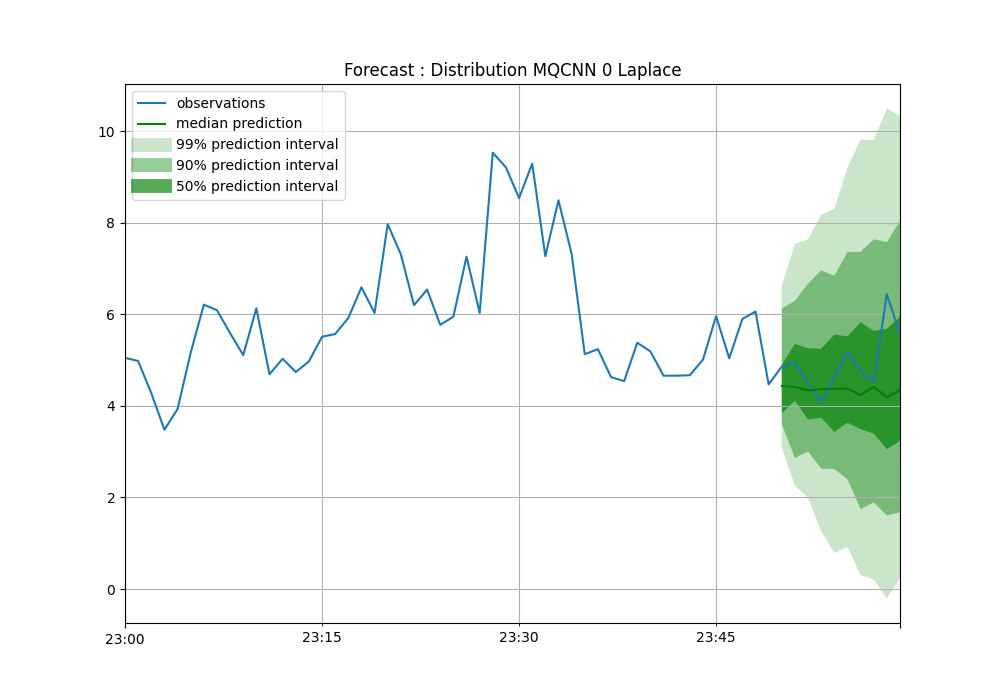 Forecast : Distribution MQCNN 0 Laplace
observations
median prediction
99% prediction interval
90% prediction interval
50% prediction interval
10
8
6
4
2
0
23:00 23:15 23:30 23:45